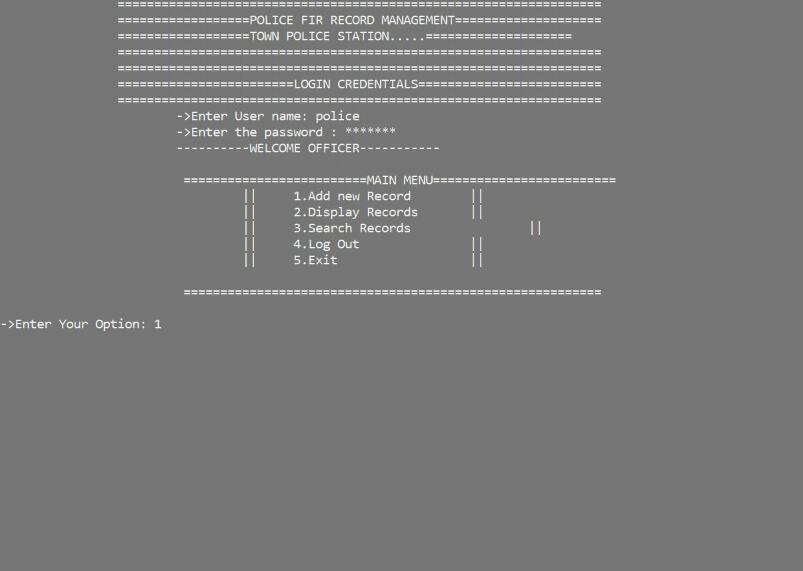 ==================================================================
==================POLICE FIR RECORD MANAGEMENT====================
==================TOWN POLICE STATION.....====================
==================================================================
==================================================================
========================LOGIN CREDENTIALS=========================
==================================================================
->Enter User name: police
->Enter the password : *******
----------WELCOME OFFICER-----------
=========================MAIN MENU=========================
|| 1.Add new Record ||
|| 2.Display Records ||
|| 3.Search Records ||
|| 4.Log Out ||
|| 5.Exit ||
=========================================================
->Enter Your Option: 1